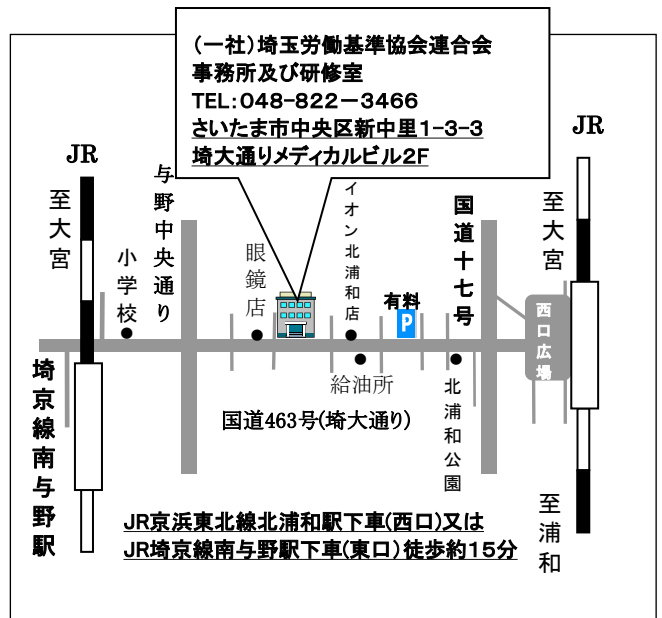 （一社）埼玉労働基準協会連合会
事務所及び研修室
TEL：048-822－3466
さいたま市中央区新中里1-3-3
埼大通りメディカルビル2F
JR
JR
至大宮
小学校
与野中央通り
眼鏡店
イオン北浦和店
有料
P
国道十七号
至大宮
西口広場
埼京線南与野駅
給油所
北浦和公園
国道463号(埼大通り)
至浦和
JR京浜東北線北浦和駅下車(西口)又は
JR埼京線南与野駅下車(東口)徒歩約15分